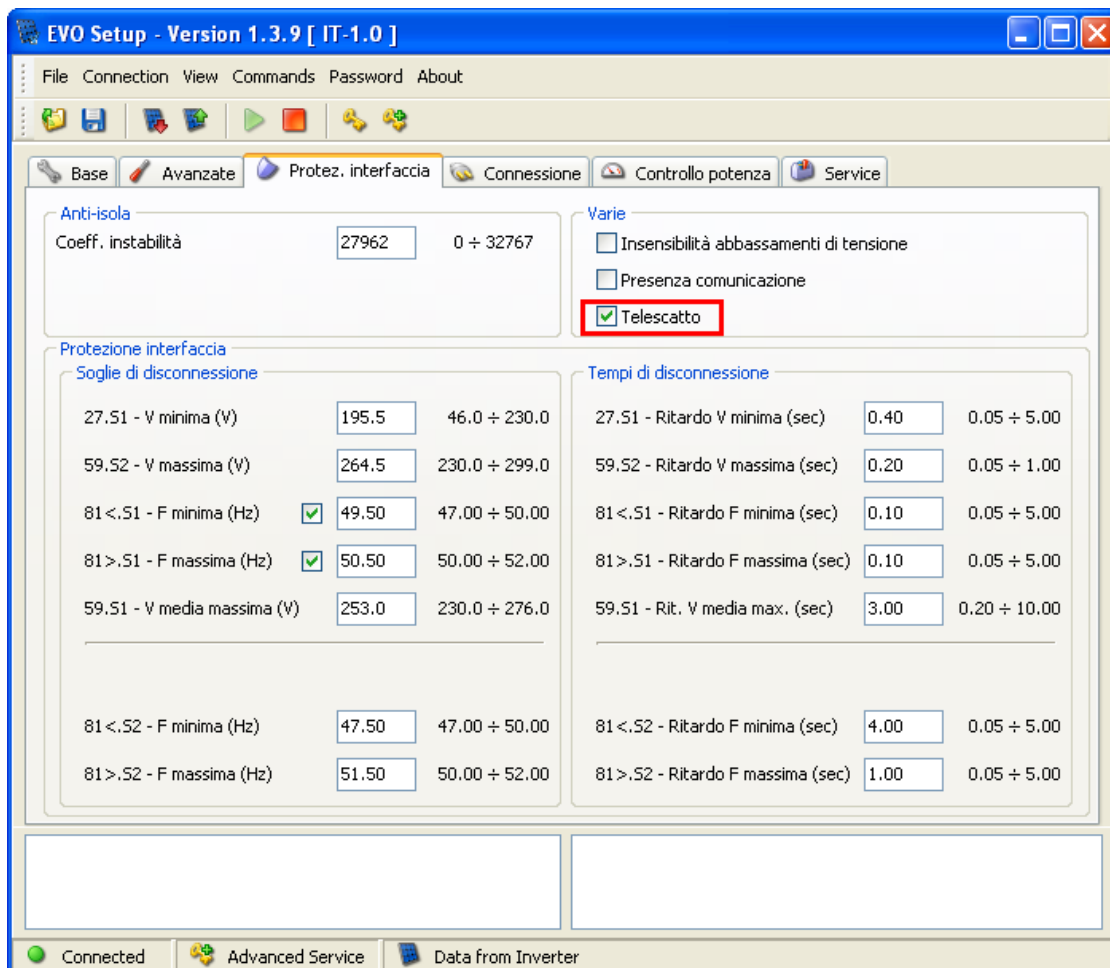 EVO Setup - Version 1.3.9 [ IT-1.0 ]
File Connection View Commands Password About
Base Avanzate Protez. interfaccia Connessione Controllo potenza Service
Anti-isola
Coeff. instabilità 27962 0 ÷ 32767
Varie
Insensibilità abbassamenti di tensione
Presenza comunicazione
Telescatto
Protezione interfaccia
Soglie di disconnessione
27.S1 - V minima (V) 195.5 46.0 ÷ 230.0
59.S2 - V massima (V) 264.5 230.0 ÷ 299.0
81<.S1 - F minima (Hz) 49.50 47.00 ÷ 50.00
81>.S1 - F massima (Hz) 50.50 50.00 ÷ 52.00
59.S1 - V media massima (V) 253.0 230.0 ÷ 276.0
81<.S2 - F minima (Hz) 47.50 47.00 ÷ 50.00
81>.S2 - F massima (Hz) 51.50 50.00 ÷ 52.00
Tempi di disconnessione
27.S1 - Ritardo V minima (sec) 0.40 0.05 ÷ 5.00
59.S2 - Ritardo V massima (sec) 0.20 0.05 ÷ 1.00
81<.S1 - Ritardo F minima (sec) 0.10 0.05 ÷ 5.00
81>.S1 - Ritardo F massima (sec) 0.10 0.05 ÷ 5.00
59.S1 - Rit. V media max. (sec) 3.00 0.20 ÷ 10.00
81<.S2 - Ritardo F minima (sec) 4.00 0.05 ÷ 5.00
81>.S2 - Ritardo F massima (sec) 1.00 0.05 ÷ 5.00
Connected Advanced Service Data from Inverter